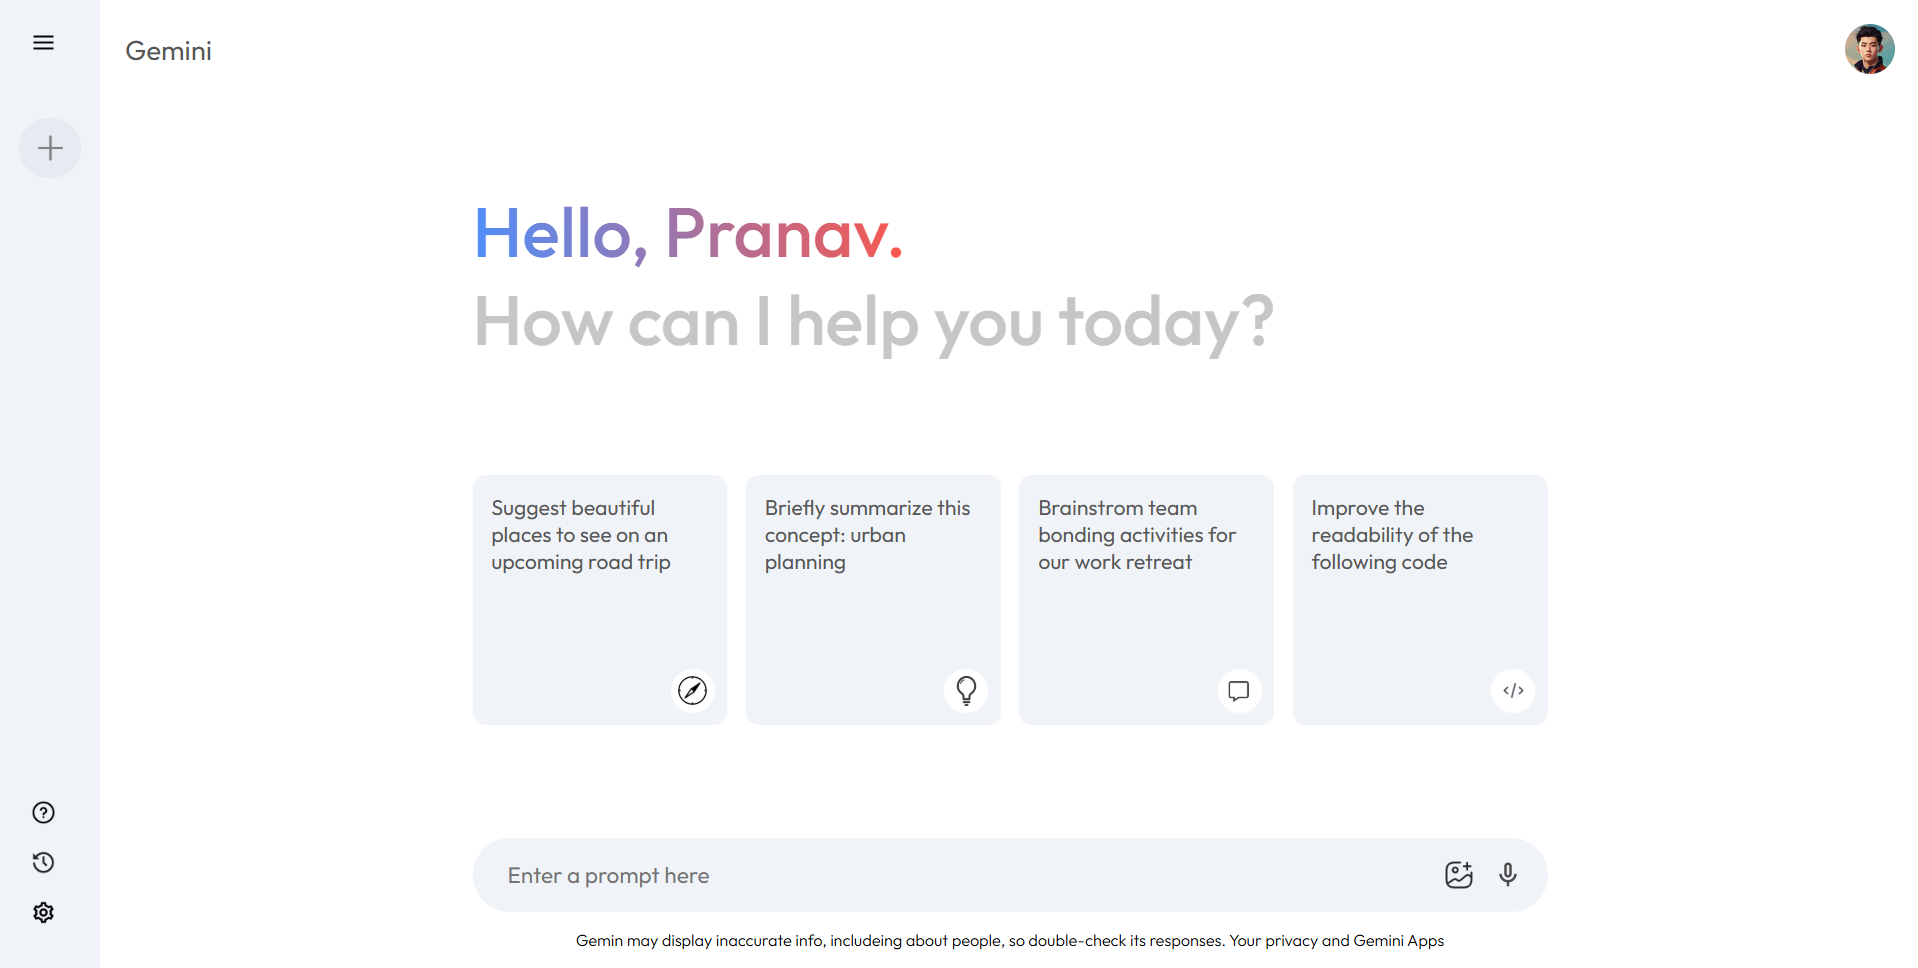 Gemini
Hello, Pranav.
How can I help you today?
Suggest beautiful
places to see on an
upcoming road trip
Briefly summarize this
concept: urban
planning
Brainstrom team
bonding activities for
our work retreat
Improve the
readability of the
following code
Enter a prompt here
Gemin may display inaccurate info, includeing about people, so double-check its responses. Your privacy and Gemini Apps